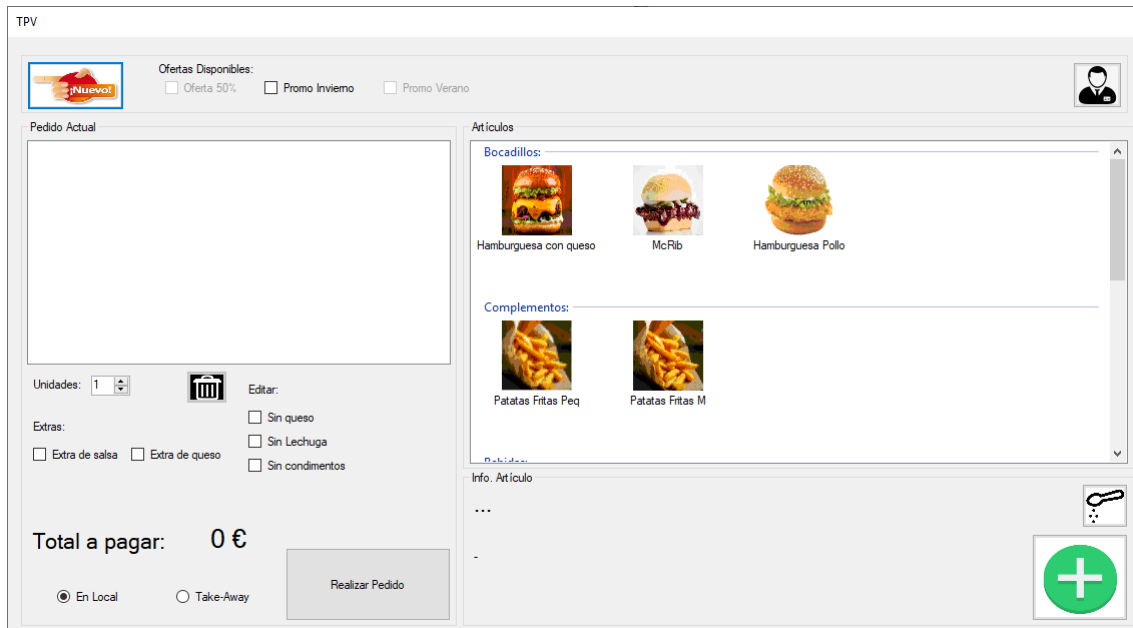 TPV
Ofertas Disponibles:
¡Nuevo!
Oferta 50%
Promo Invierno
Promo Verano
Pedido Actual
Artículos
Bocadillos:
Hamburguesa con queso
McRib
Hamburguesa Pollo
Complementos:
Patatas Fritas Peq
Patatas Fritas M
Bebidas:
Unidades: 1
Editar:
Sin queso
Extras:
Sin Lechuga
Extra de salsa
Extra de queso
Sin condimentos
Info. Artículo
...
-
Total a pagar: 0 €
En Local
Take-Away
Realizar Pedido